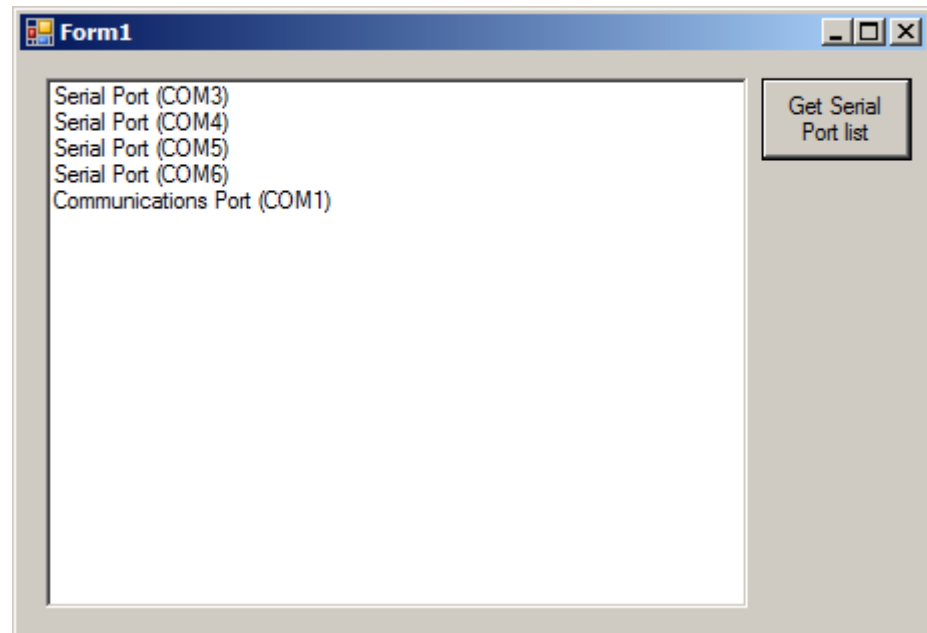 Form1
Serial Port (COM3)
Serial Port (COM4)
Serial Port (COM5)
Serial Port (COM6)
Communications Port (COM1)
Get Serial
Port list